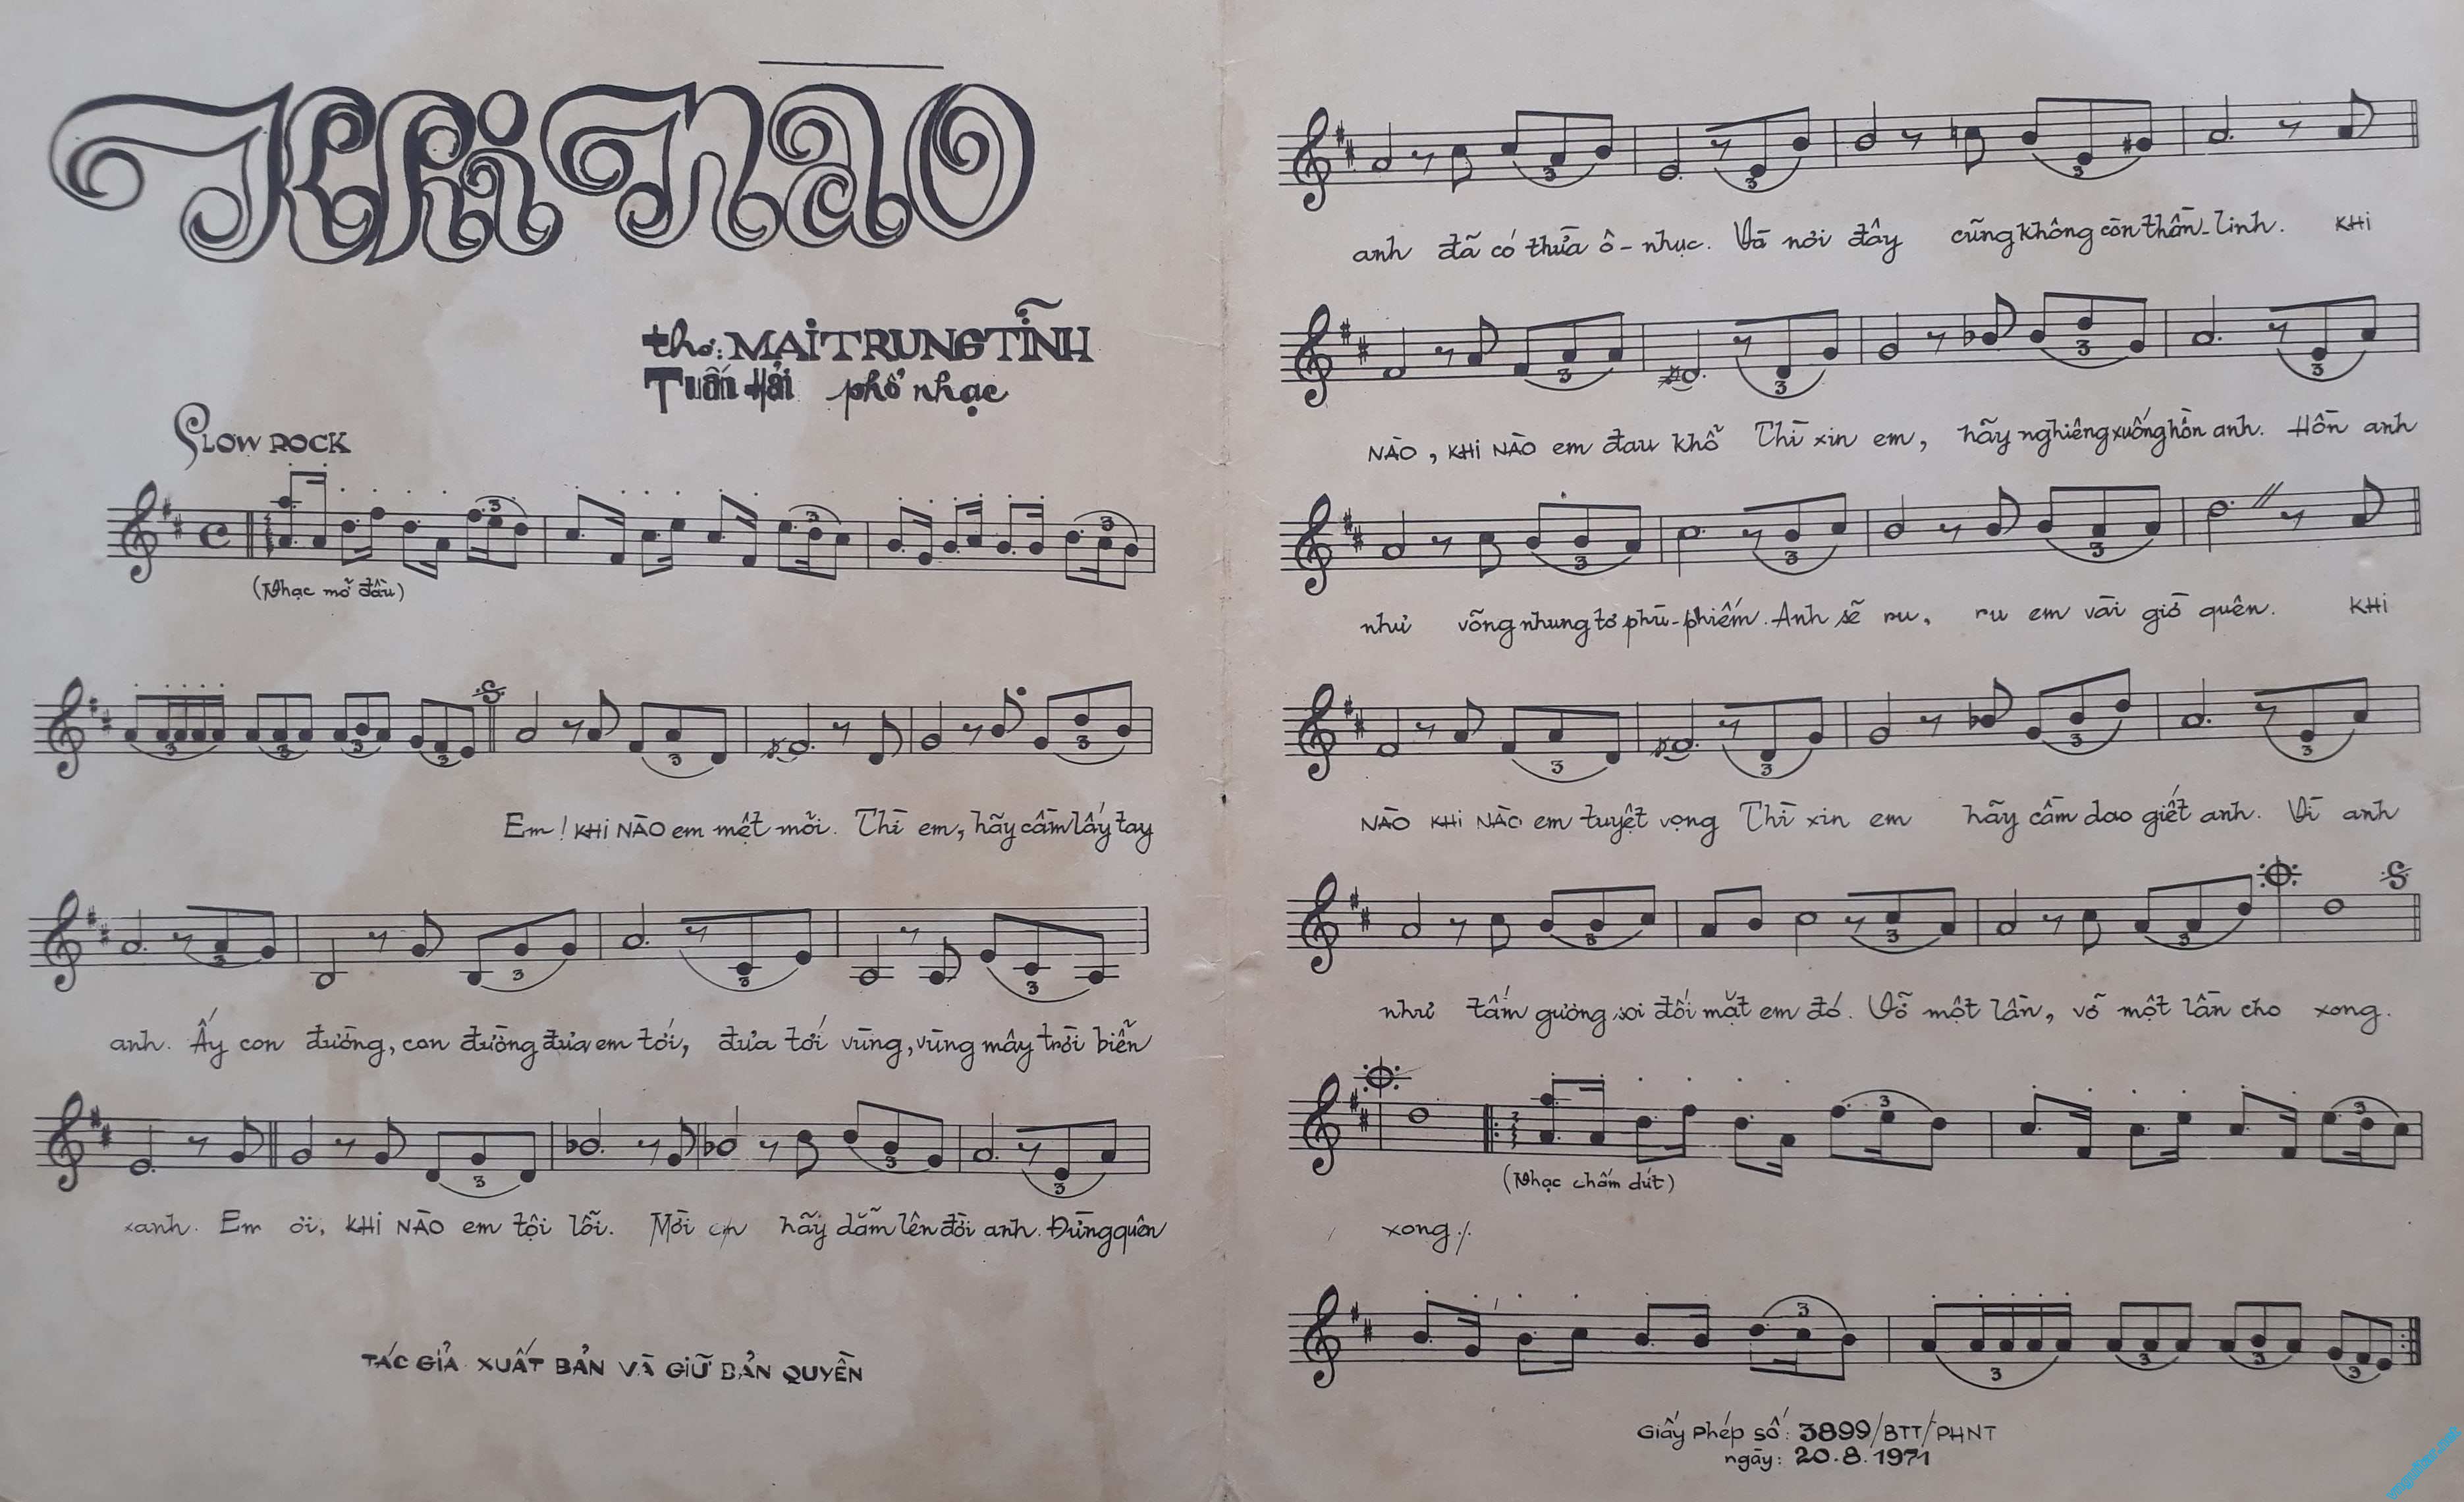 Khi Nào
thơ: MAI TRUNG TĨNH
Tuấn Hải phổ nhạc
SLOW ROCK
(Nhạc mở đầu)
Em! KHI NÀO em mệt mỏi. Thì em, hãy cầm lấy tay
anh. Ấy con đường, con đường đưa em tới, đưa tới vùng, vùng mây trời biển
xanh. Em ơi, KHI NÀO em tội lỗi. Mời em hãy dẫm lên đời anh. Đừng quên
TÁC GIẢ XUẤT BẢN VÀ GIỮ BẢN QUYỀN
anh đã có thừa ô-nhục. Và nơi đây cũng không còn thần-linh. KHI
NÀO, KHI NÀO em đau khổ Thì xin em, hãy nghiêng xuống hồn anh. Hồn anh
như võng nhung tơ phù-phiếm. Anh sẽ ru, ru em vài giờ quên. KHI
NÀO KHI NÀO em tuyệt vọng Thì xin em hãy cầm dao giết anh. Vì anh
như tấm gương soi đối mặt em đó. Vỡ một lần, vỡ một lần cho xong.
(Nhạc chấm dứt)
xong./.
Giấy Phép số: 3899/BTT/PHNT
ngày: 20.8.1971